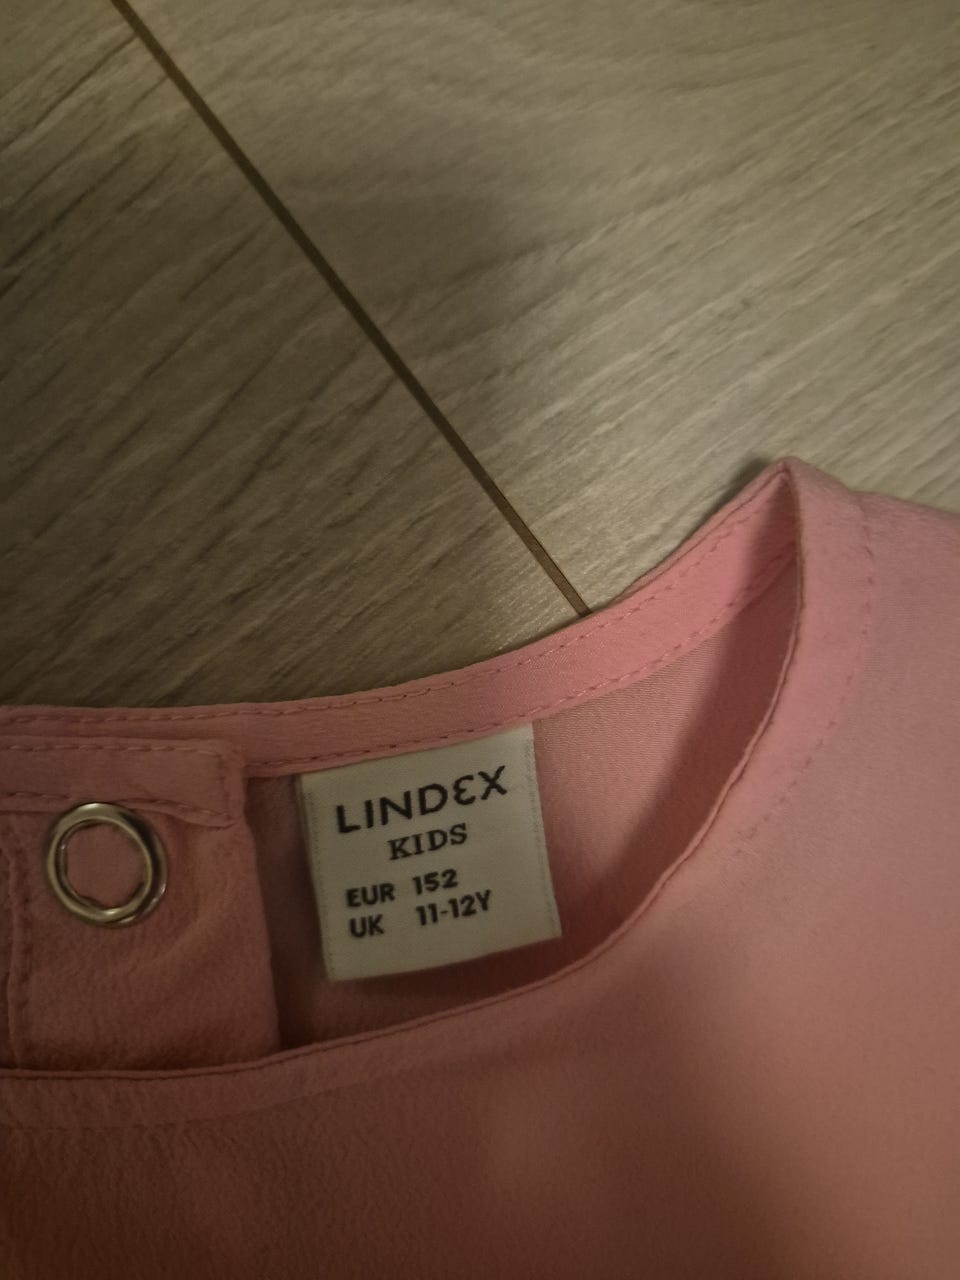 LINDEX
KIDS
EUR 152
UK 11-12Y